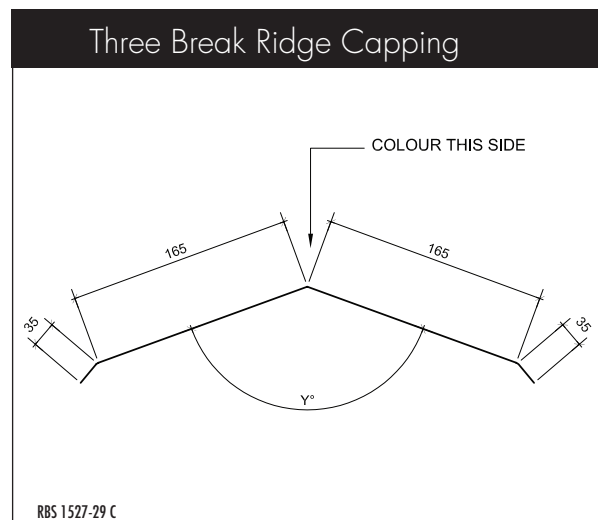 Three Break Ridge Capping
COLOUR THIS SIDE
165
165
35
35
Y°
RBS 1527-29 C